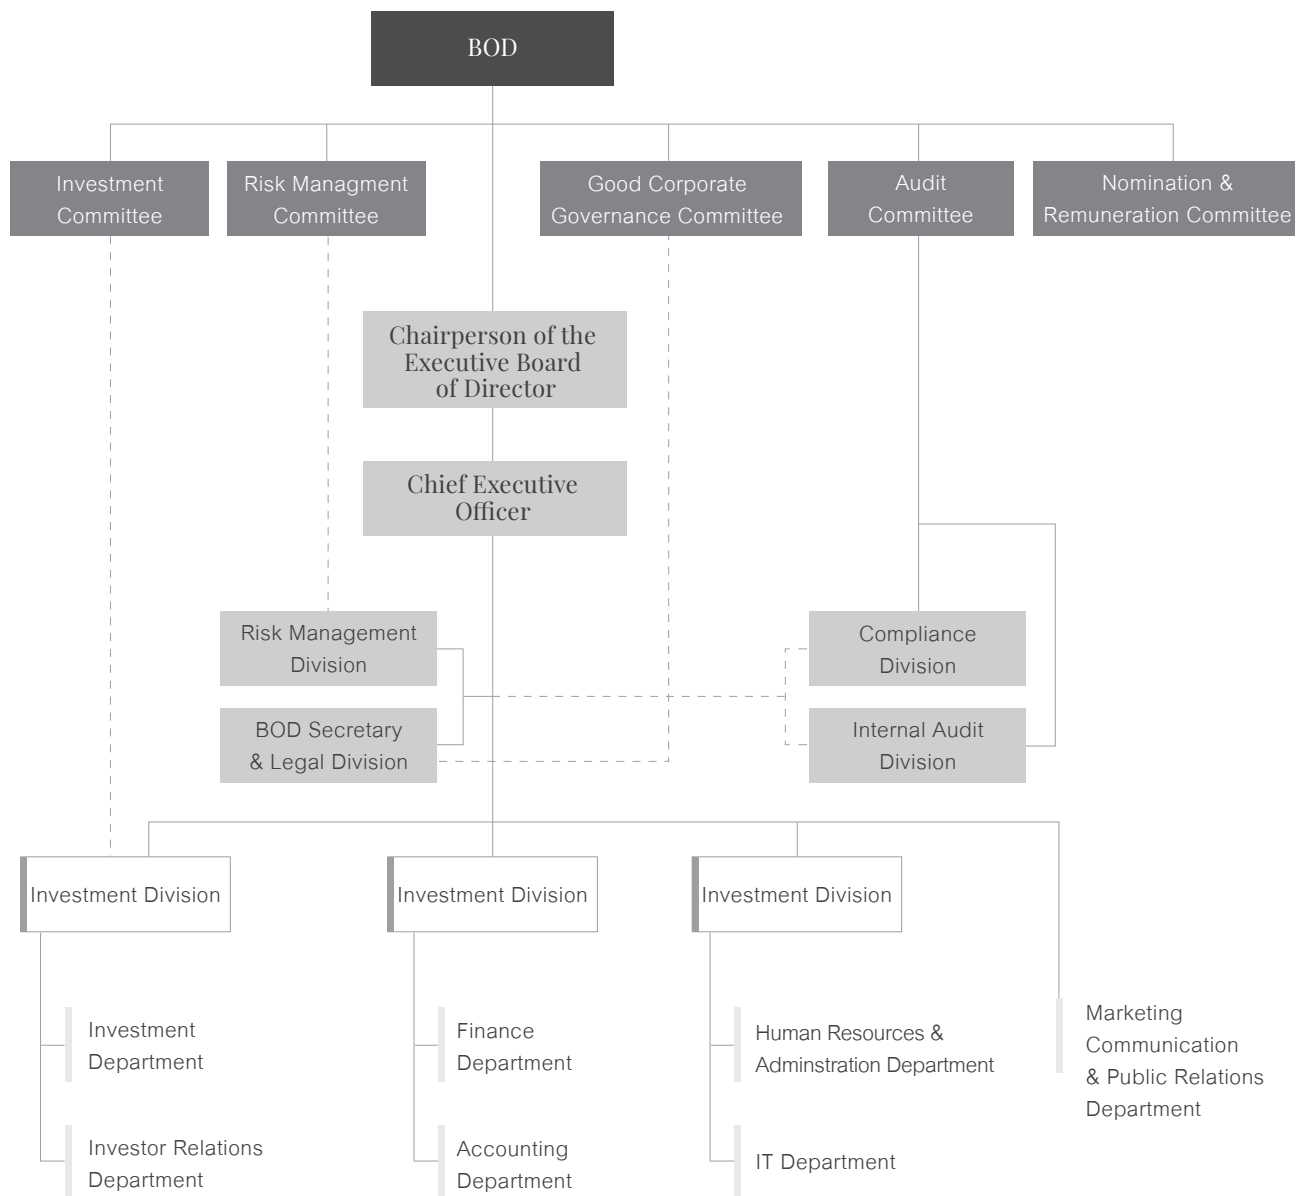 BOD
Investment
Committee
Risk Managment
Committee
Good Corporate
Governance Committee
Audit
Committee
Nomination &
Remuneration Committee
Chairperson of the
Executive Board
of Director
Chief Executive
Officer
Risk Management
Division
Compliance
Division
BOD Secretary
& Legal Division
Internal Audit
Division
Investment Division
Investment Division
Investment Division
Investment
Department
Finance
Department
Human Resources &
Adminstration Department
Marketing
Communication
& Public Relations
Department
Investor Relations
Department
Accounting
Department
IT Department